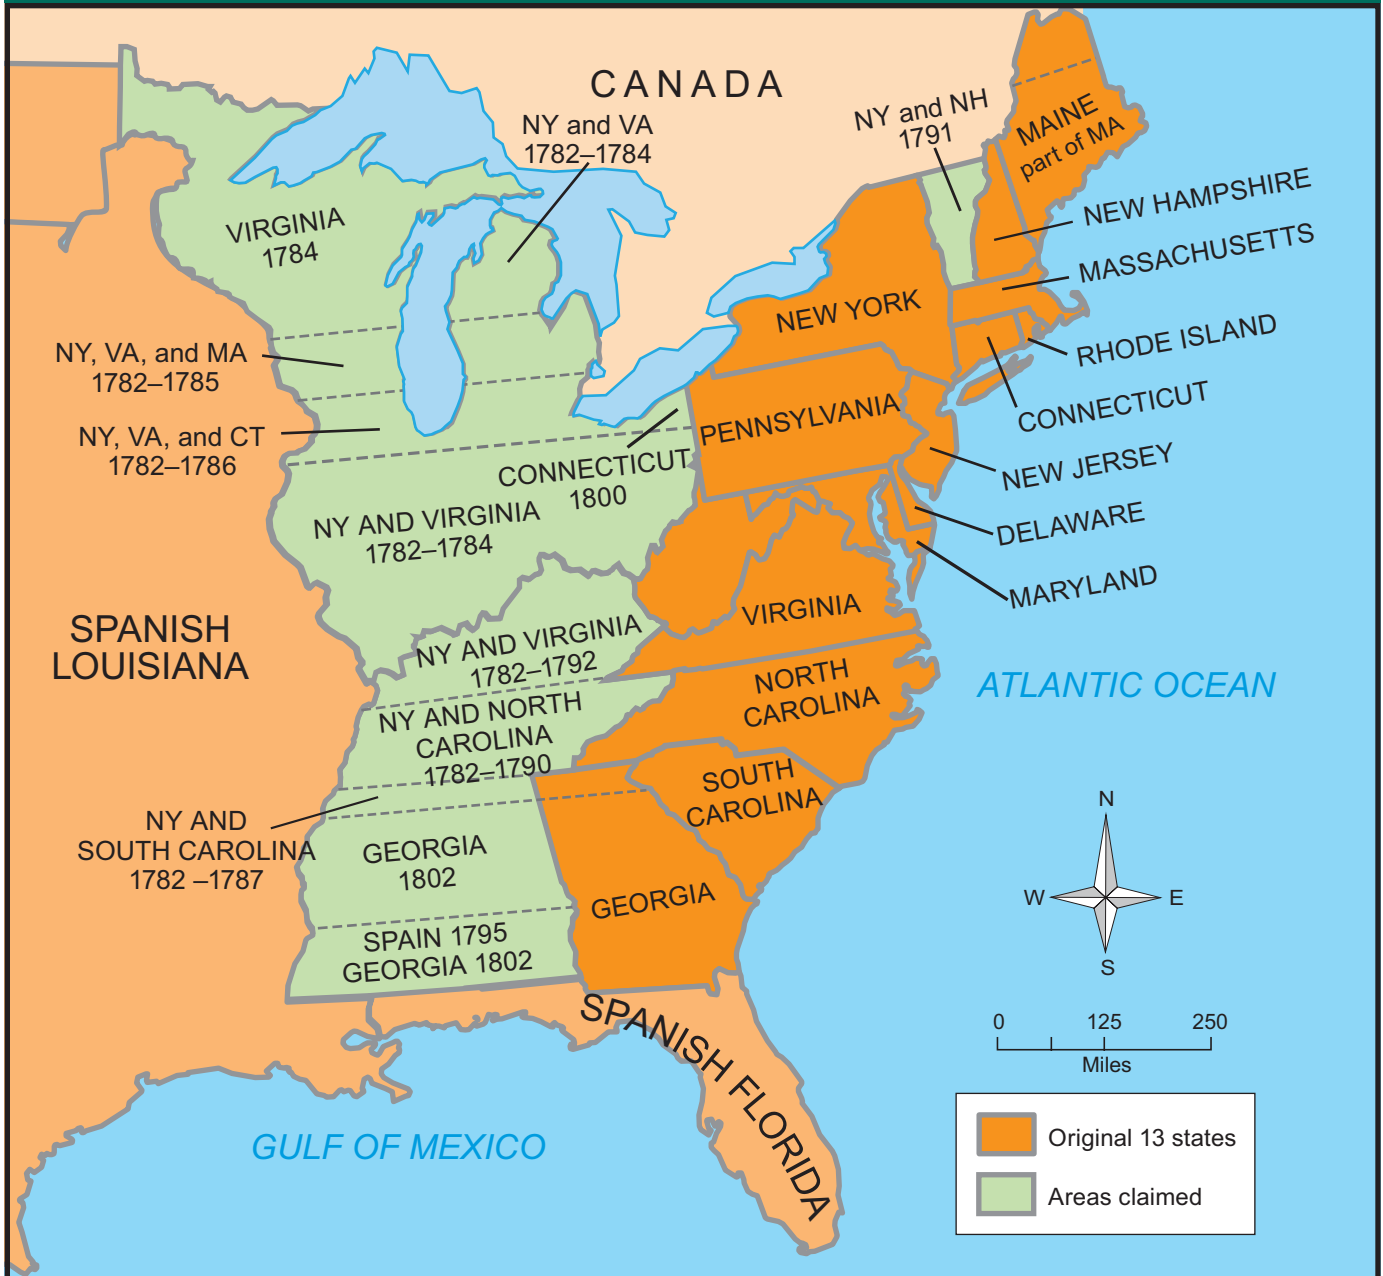 CANADA
NY and VA
1782–1784
NY and NH
1791
MAINE
part of MA
NEW HAMPSHIRE
MASSACHUSETTS
RHODE ISLAND
CONNECTICUT
NEW JERSEY
DELAWARE
MARYLAND
VIRGINIA
1784
NEW YORK
NY, VA, and MA
1782–1785
NY, VA, and CT
1782–1786
PENNSYLVANIA
CONNECTICUT
1800
NY AND VIRGINIA
1782–1784
SPANISH
LOUISIANA
NY AND VIRGINIA
1782–1792
VIRGINIA
NORTH
CAROLINA
ATLANTIC OCEAN
NY AND NORTH
CAROLINA
1782–1790
SOUTH
CAROLINA
NY AND
SOUTH CAROLINA
1782 –1787
GEORGIA
1802
GEORGIA
SPAIN 1795
GEORGIA 1802
SPANISH FLORIDA
GULF OF MEXICO
N
W
E
S
0 125 250
Miles
Original 13 states
Areas claimed